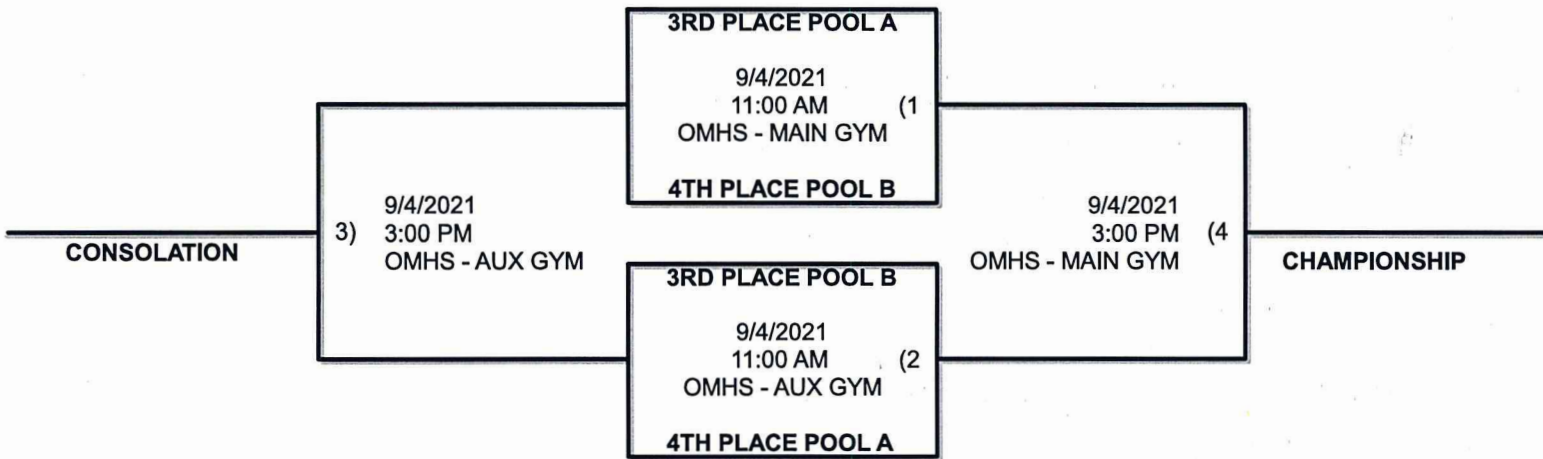 3RD PLACE POOL A
9/4/2021
11:00 AM (1
OMHS - MAIN GYM
4TH PLACE POOL B
9/4/2021
3) 3:00 PM
OMHS - AUX GYM
CONSOLATION
9/4/2021
3:00 PM (4
OMHS - MAIN GYM
CHAMPIONSHIP
3RD PLACE POOL B
9/4/2021
11:00 AM (2
OMHS - AUX GYM
4TH PLACE POOL A